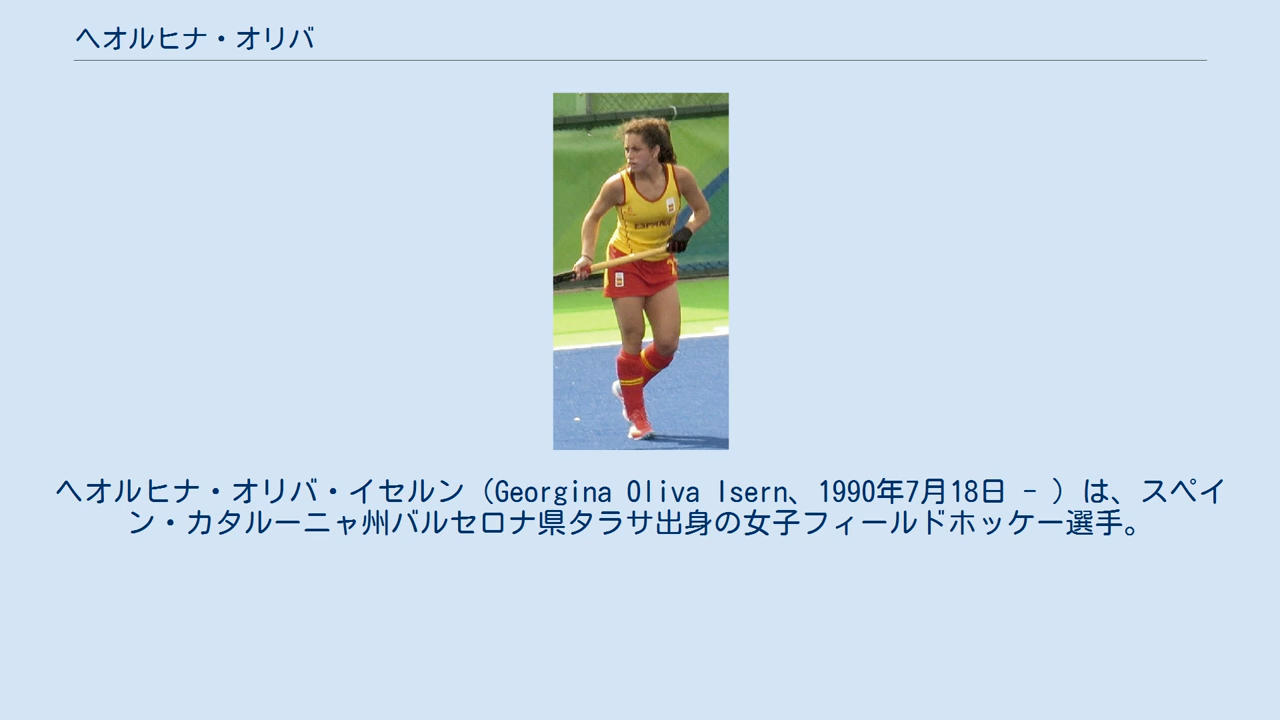 ヘオルヒナ・オリバ
ESPAÑA
ヘオルヒナ・オリバ・イセルン（Georgina Oliva Isern、1990年7月18日 - ）は、スペイ
ン・カタルーニャ州バルセロナ県タラサ出身の女子フィールドホッケー選手。